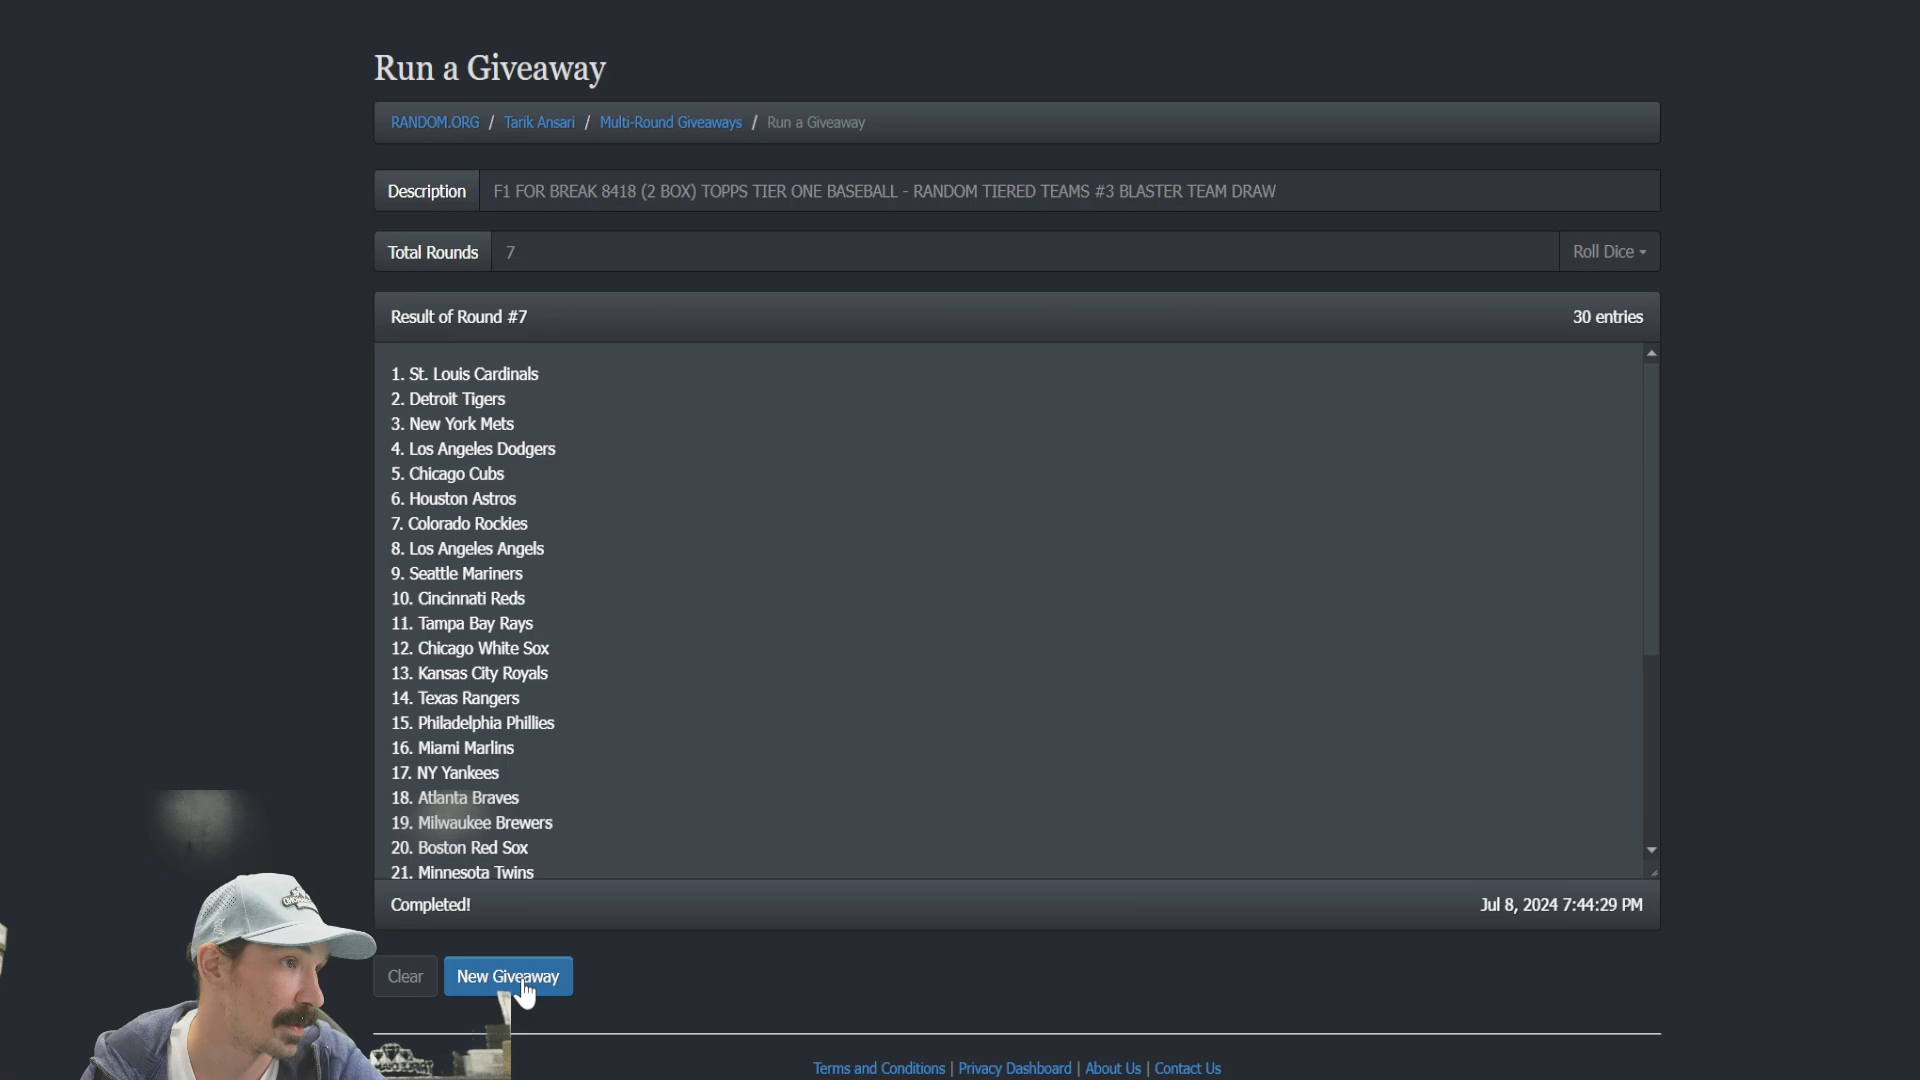 Run a Giveaway
RANDOM.ORG / Tarik Ansari / Multi-Round Giveaways / Run a Giveaway
Description F1 FOR BREAK 8418 (2 BOX) TOPPS TIER ONE BASEBALL - RANDOM TIERED TEAMS #3 BLASTER TEAM DRAW
Total Rounds 7 Roll Dice
Result of Round #7 30 entries
1. St. Louis Cardinals
2. Detroit Tigers
3. New York Mets
4. Los Angeles Dodgers
5. Chicago Cubs
6. Houston Astros
7. Colorado Rockies
8. Los Angeles Angels
9. Seattle Mariners
10. Cincinnati Reds
11. Tampa Bay Rays
12. Chicago White Sox
13. Kansas City Royals
14. Texas Rangers
15. Philadelphia Phillies
16. Miami Marlins
17. NY Yankees
18. Atlanta Braves
19. Milwaukee Brewers
20. Boston Red Sox
21. Minnesota Twins
Completed! Jul 8, 2024 7:44:29 PM
Clear New Giveaway
Terms and Conditions | Privacy Dashboard | About Us | Contact Us